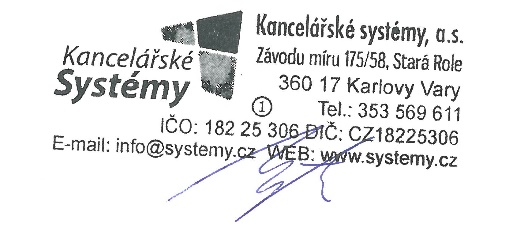 Kancelářské
Systémy
Kancelářské systémy, a.s.
Závodu míru 175/58, Stará Role
360 17 Karlovy Vary
1 Tel.: 353 569 611
IČO: 182 25 306 DIČ: CZ18225306
E-mail: info@systemy.cz WEB: www.systemy.cz